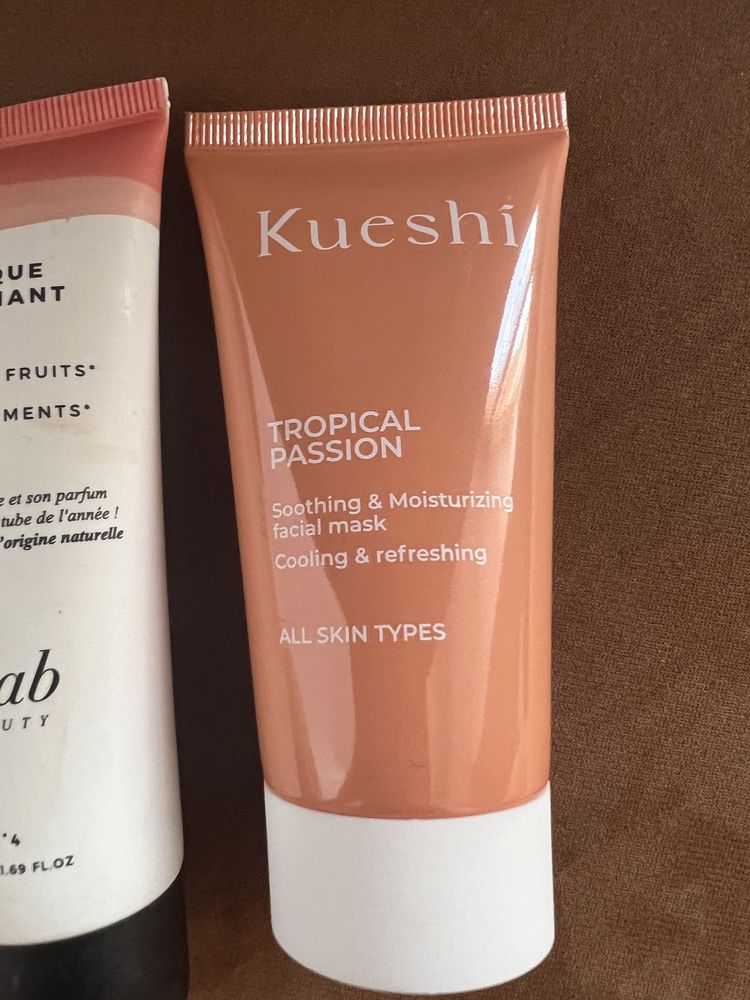 QUE
IANT
FRUITS*
MENTS*
e et son parfum
tube de l'année !
d'origine naturelle
ab
UTY
°4
1.69 FL.OZ
Kueshi
TROPICAL
PASSION
Soothing & Moisturizing
facial mask
Cooling & refreshing
ALL SKIN TYPES